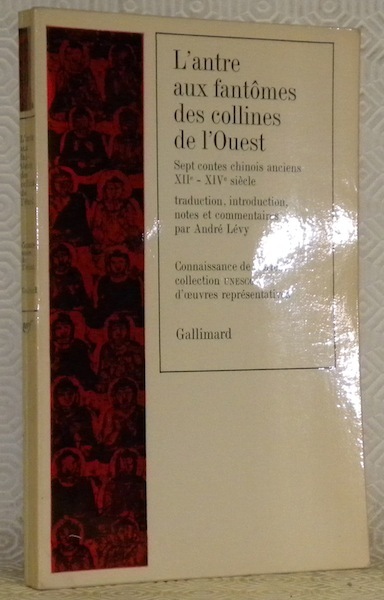 L'antre
aux fantômes
des collines
de l'Ouest
Sept contes chinois anciens
XIIe - XIVe siècle
traduction, introduction,
notes et commentaires
par André Lévy
Connaissance de
collection UNESCO
d'œuvres représentatives
Gallimard